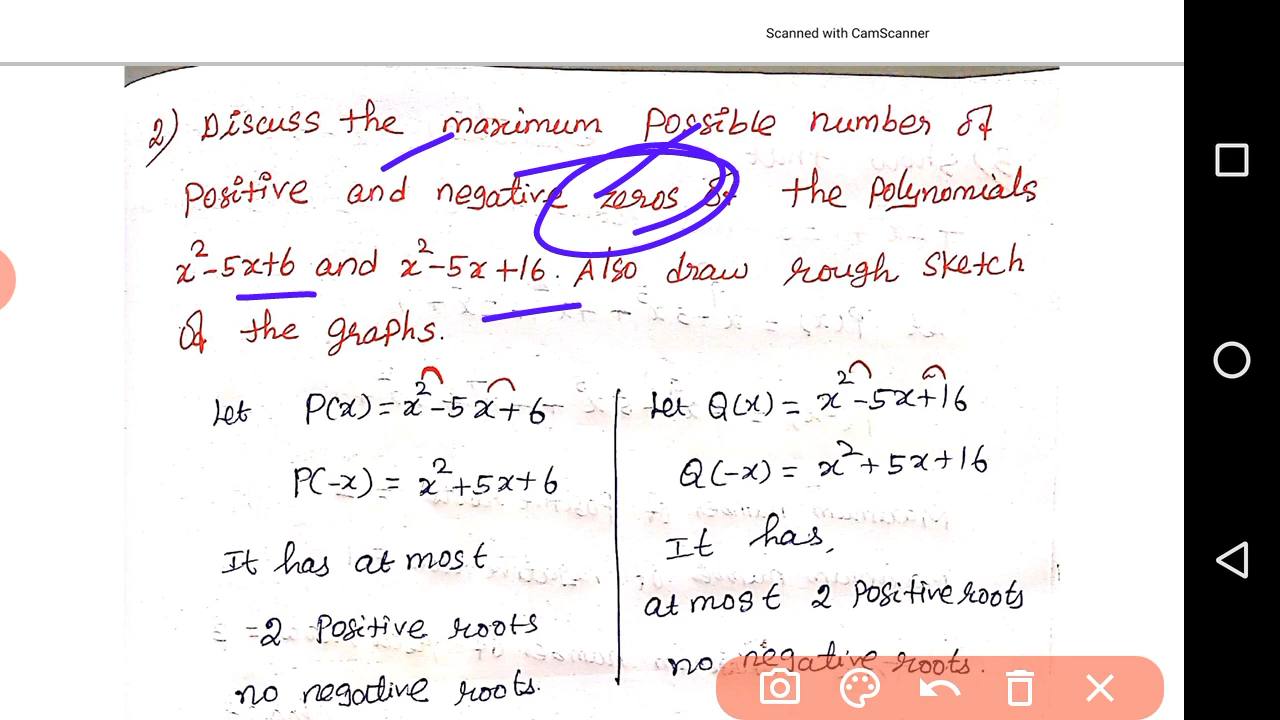 Scanned with CamScanner
2) Discuss the maximum possible number of
positive and negative zeros of the polynomials
x²-5x+6 and x²-5x+16. Also draw rough sketch
of the graphs.
Let P(x) = x²-5x+6
P(-x) = x²+5x+6
It has at most
2 positive roots
no negative roots.
Let Q(x) = x²-5x+16
Q(-x) = x²+5x+16
It has,
at most 2 positive roots
no negative roots.